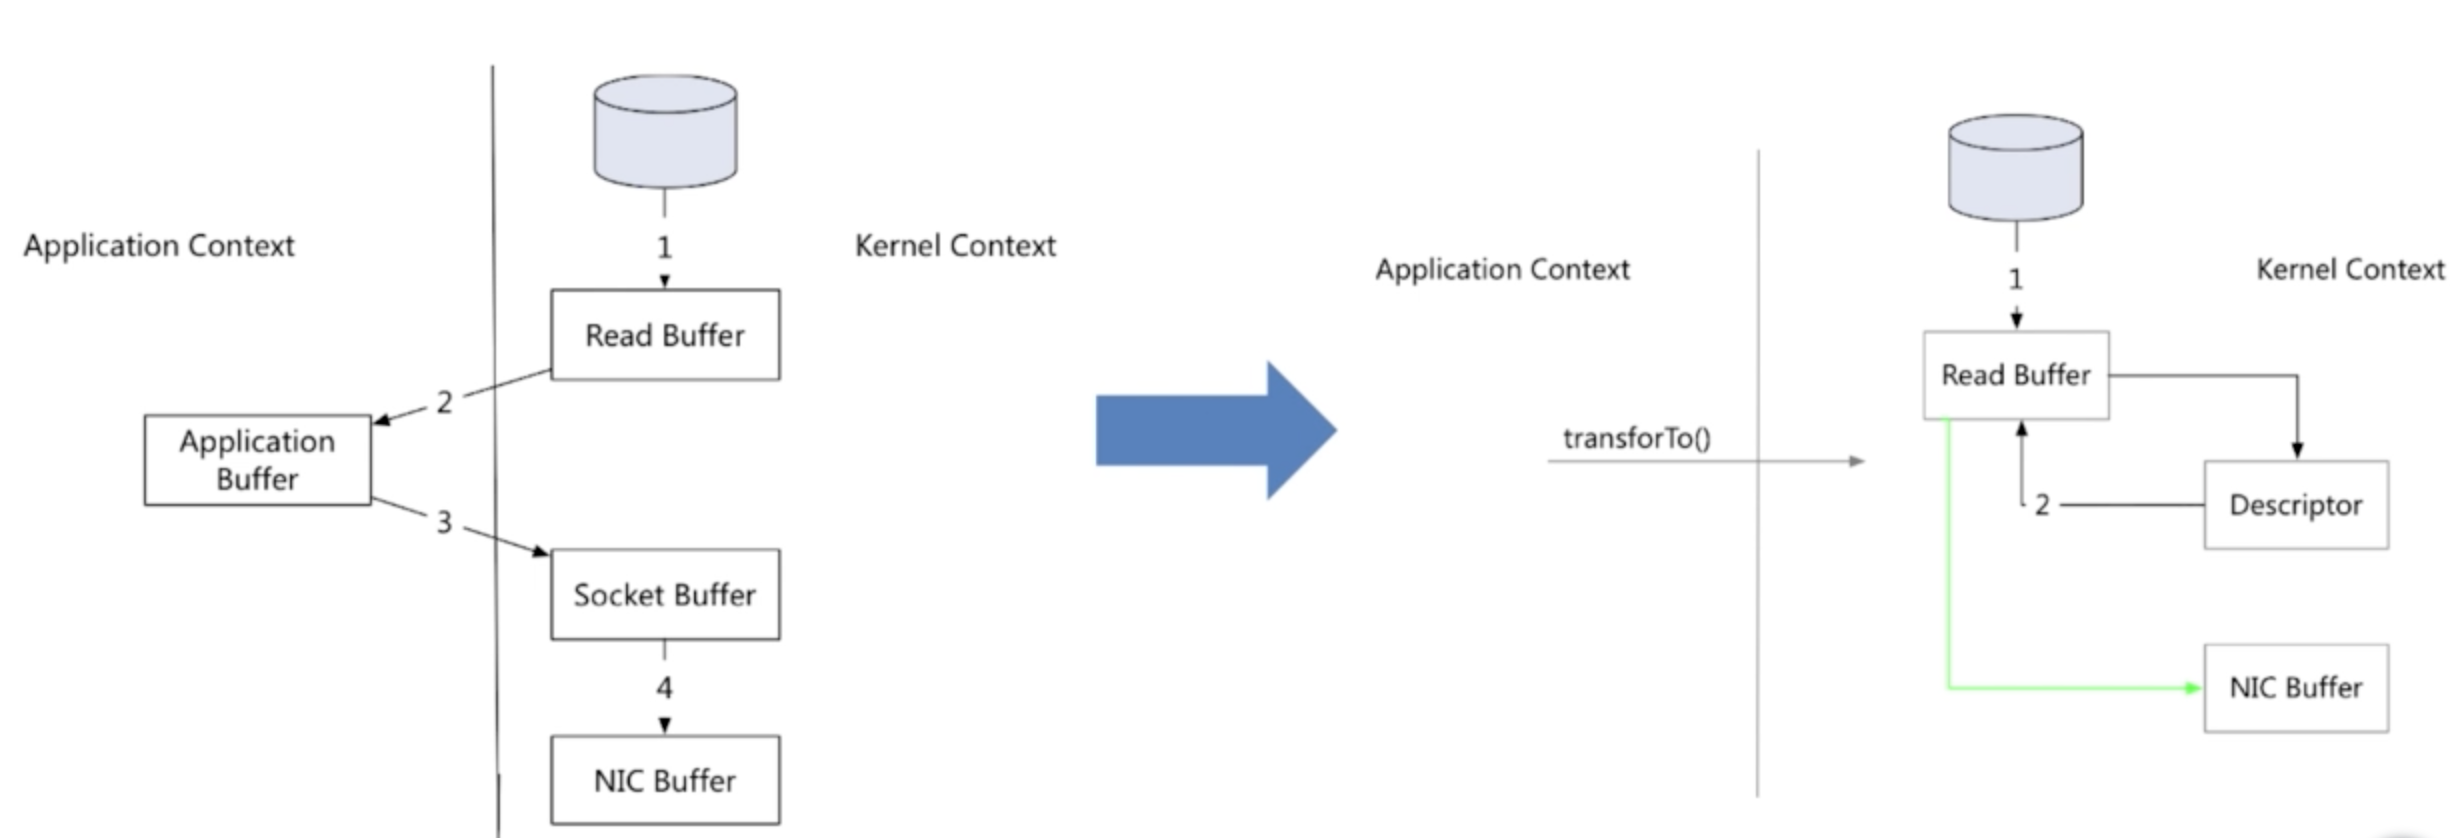 Application Context
1
Kernel Context
Read Buffer
2
Application
Buffer
3
Socket Buffer
4
NIC Buffer
Application Context
1
Kernel Context
Read Buffer
transforTo()
2
Descriptor
NIC Buffer